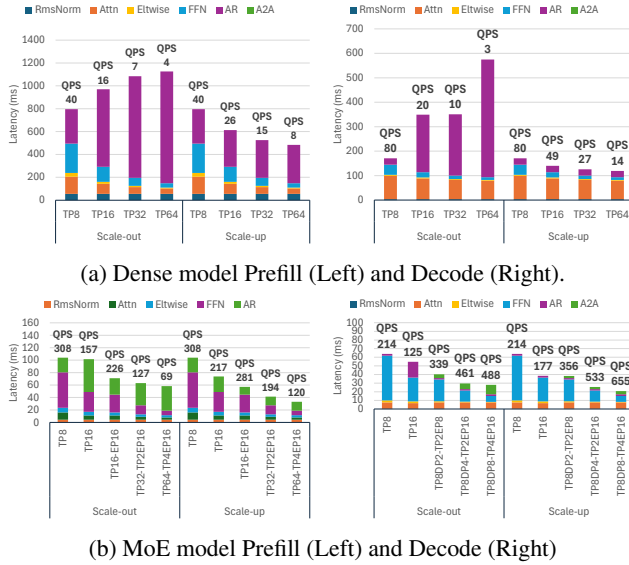 RmsNorm Attn Eltwise FFN AR A2A
1400
1200
1000
800
600
400
200
0
Latency (ms)
QPS 40
QPS 16
QPS 7
QPS 4
QPS 40
QPS 26
QPS 15
QPS 8
TP8 TP16 TP32 TP64 TP8 TP16 TP32 TP64
Scale-out Scale-up
RmsNorm Attn Eltwise FFN AR A2A
700
600
500
400
300
200
100
0
Latency (ms)
QPS 80
QPS 20
QPS 10
QPS 3
QPS 80
QPS 49
QPS 27
QPS 14
TP8 TP16 TP32 TP64 TP8 TP16 TP32 TP64
Scale-out Scale-up
(a) Dense model Prefill (Left) and Decode (Right).
RmsNorm Attn Eltwise FFN AR
160
140
120
100
80
60
40
20
0
Latency (ms)
QPS 308
QPS 157
QPS 226
QPS 127
QPS 69
QPS 308
QPS 217
QPS 281
QPS 194
QPS 120
TP8 TP16 TP16-EP16 TP32-TP2EP16 TP64-TP4EP16 TP8 TP16 TP16-EP16 TP32-TP2EP16 TP64-TP4EP16
Scale-out Scale-up
RmsNorm Attn Eltwise FFN AR A2A
100
90
80
70
60
50
40
30
20
10
0
Latency (ms)
QPS 214
QPS 125
QPS 339
QPS 461
QPS 488
QPS 214
QPS 177
QPS 356
QPS 533
QPS 655
TP8 TP16 TP8DP2-TP2EP8 TP8DP4-TP2EP16 TP8DP8-TP4EP16 TP8 TP16 TP8DP2-TP2EP8 TP8DP4-TP2EP16 TP8DP8-TP4EP16
Scale-out Scale-up
(b) MoE model Prefill (Left) and Decode (Right)